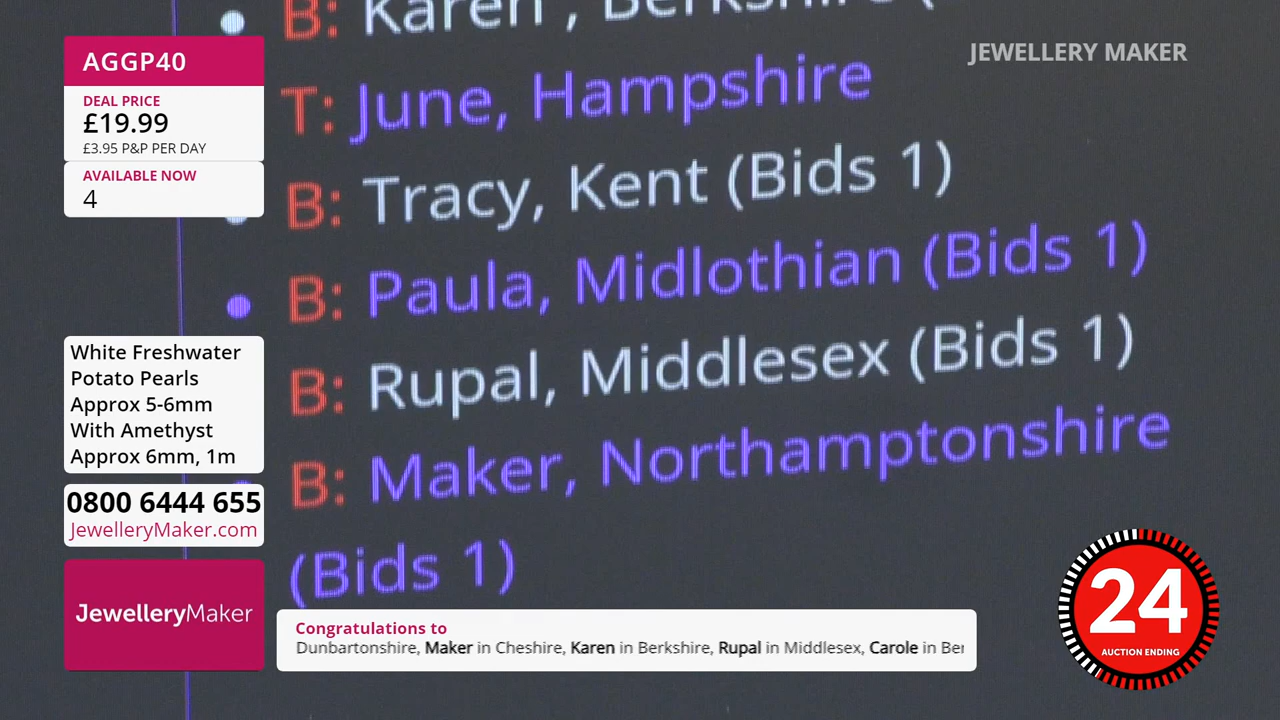 B: Karen , Berkshire (
T: June, Hampshire
B: Tracy, Kent (Bids 1)
B: Paula, Midlothian (Bids 1)
B: Rupal, Middlesex (Bids 1)
B: Maker, Northamptonshire
(Bids 1)
JEWELLERY MAKER
AGGP40
DEAL PRICE
£19.99
£3.95 P&P PER DAY
AVAILABLE NOW
4
White Freshwater
Potato Pearls
Approx 5-6mm
With Amethyst
Approx 6mm, 1m
0800 6444 655
JewelleryMaker.com
JewelleryMaker
Congratulations to
Dunbartonshire, Maker in Cheshire, Karen in Berkshire, Rupal in Middlesex, Carole in Ber
24
AUCTION ENDING